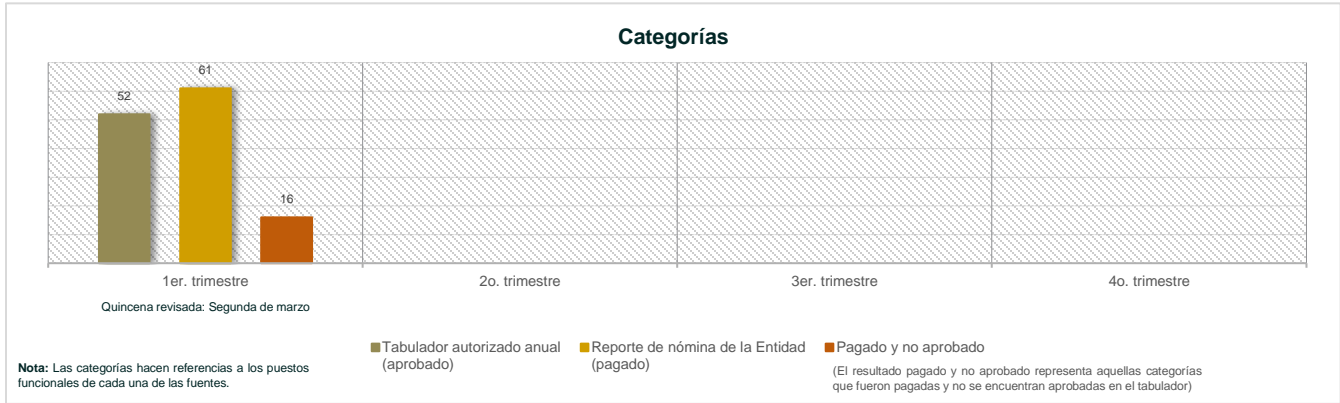 Categorías
61
52
16
1er. trimestre
2o. trimestre
3er. trimestre
4o. trimestre
Quincena revisada: Segunda de marzo
Tabulador autorizado anual
(aprobado)
Reporte de nómina de la Entidad
(pagado)
Pagado y no aprobado
Nota: Las categorías hacen referencias a los puestos
funcionales de cada una de las fuentes.
(El resultado pagado y no aprobado representa aquellas categorías
que fueron pagadas y no se encuentran aprobadas en el tabulador)